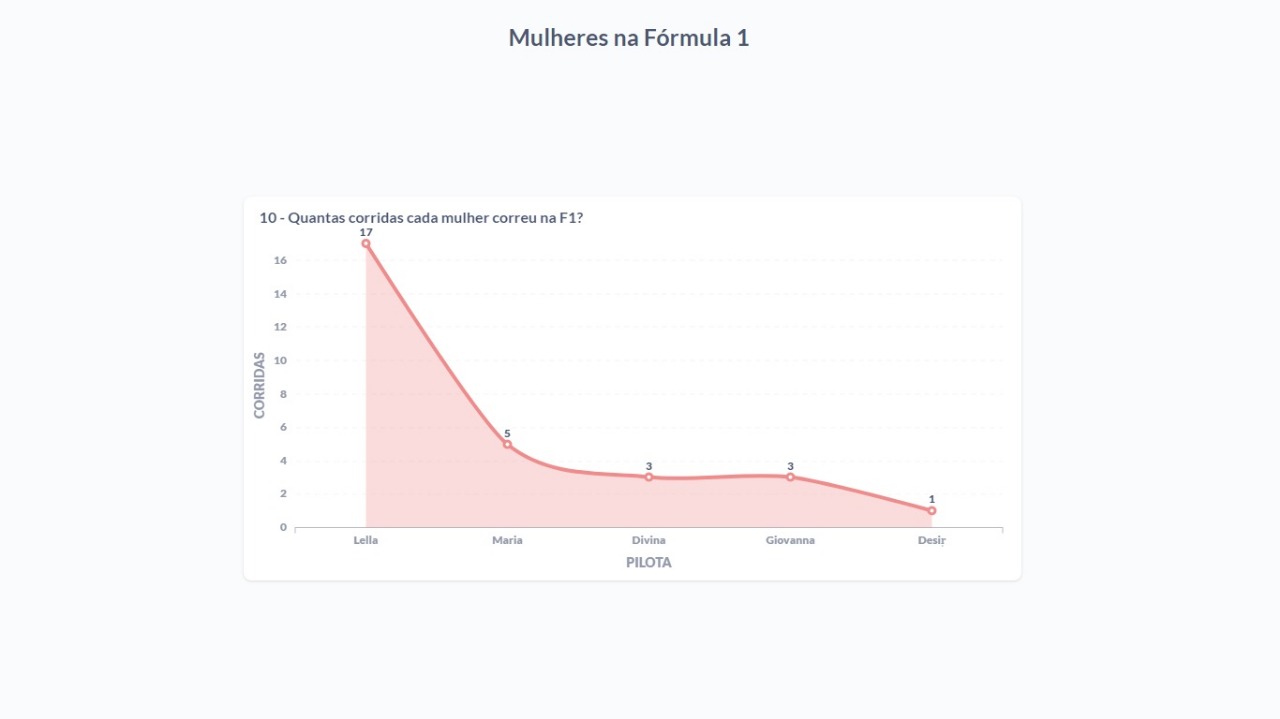 Mulheres na Fórmula 1
10 - Quantas corridas cada mulher correu na F1?
17
16
14
12
10
8
6
4
2
0
5
3
3
1
CORRIDAS
Lella
Maria
Divina
Giovanna
Desir
PILOTA